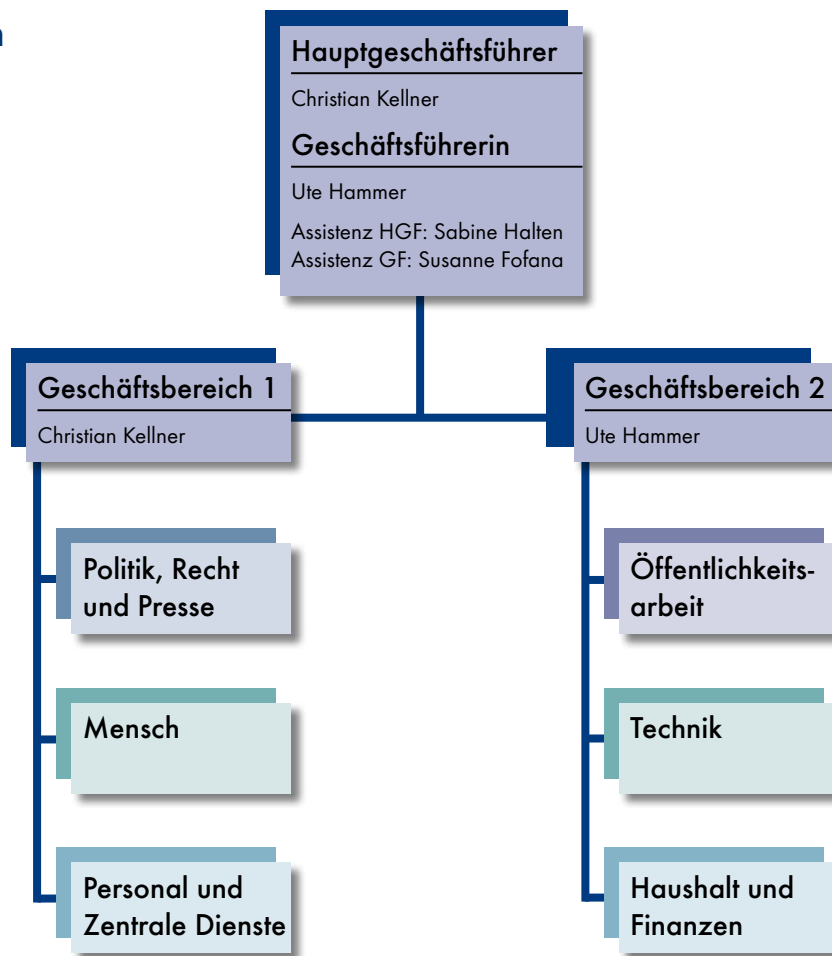 Hauptgeschäftsführer
Christian Kellner
Geschäftsführerin
Ute Hammer
Assistenz HGF: Sabine Halten
Assistenz GF: Susanne Fofana
Geschäftsbereich 1
Christian Kellner
Politik, Recht
und Presse
Mensch
Personal und
Zentrale Dienste
Geschäftsbereich 2
Ute Hammer
Öffentlichkeits-
arbeit
Technik
Haushalt und
Finanzen